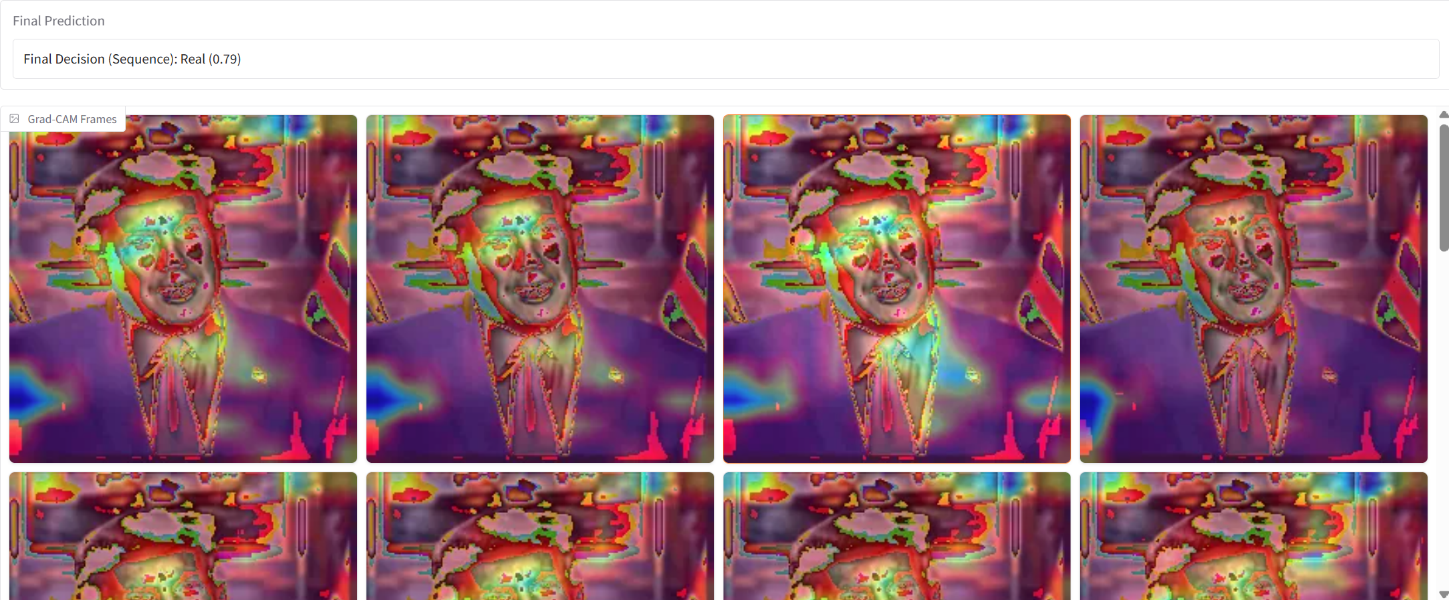 Final Prediction
Final Decision (Sequence): Real (0.79)
Grad-CAM Frames